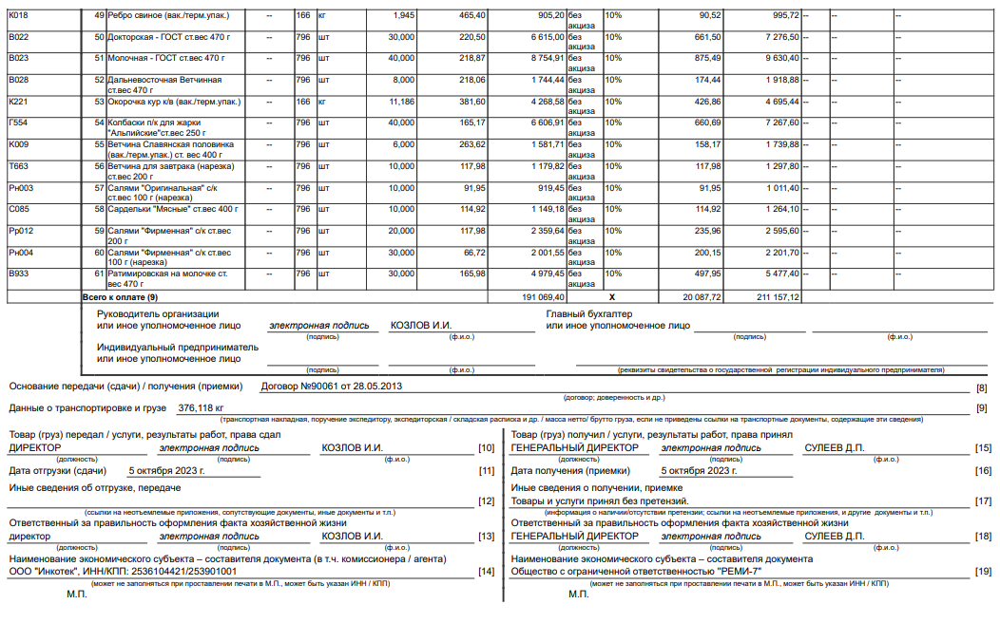 К018 49 Ребро свиное (вак./терм.упак.) -- 166 кг 1,945 465,40 905,20 без акциза 10% 90,52 995,72 -- -- --
В022 50 Докторская - ГОСТ ст.вес 470 г -- 796 шт 30,000 220,50 6 615,00 без акциза 10% 661,50 7 276,50 -- -- --
В023 51 Молочная - ГОСТ ст.вес 470 г -- 796 шт 40,000 218,87 8 754,91 без акциза 10% 875,49 9 630,40 -- -- --
В028 52 Дальневосточная Ветчинная ст.вес 470 г -- 796 шт 8,000 218,06 1 744,44 без акциза 10% 174,44 1 918,88 -- -- --
К221 53 Окорочка кур к/в (вак./терм.упак.) -- 166 кг 11,186 381,60 4 268,58 без акциза 10% 426,86 4 695,44 -- -- --
Г554 54 Колбаски п/к для жарки "Альпийские"ст.вес 250 г -- 796 шт 40,000 165,17 6 606,91 без акциза 10% 660,69 7 267,60 -- -- --
К009 55 Ветчина Славянская половинка (вак./терм.упак.) ст. вес 400 г -- 796 шт 6,000 263,62 1 581,71 без акциза 10% 158,17 1 739,88 -- -- --
Т663 56 Ветчина для завтрака (нарезка) ст.вес 200 г -- 796 шт 10,000 117,98 1 179,82 без акциза 10% 117,98 1 297,80 -- -- --
Рн003 57 Салями "Оригинальная" с/к ст.вес 100 г (нарезка) -- 796 шт 10,000 91,95 919,45 без акциза 10% 91,95 1 011,40 -- -- --
С085 58 Сардельки "Мясные" ст.вес 400 г -- 796 шт 10,000 114,92 1 149,18 без акциза 10% 114,92 1 264,10 -- -- --
Рр012 59 Салями "Фирменная" с/к ст.вес 200 г -- 796 шт 20,000 117,98 2 359,64 без акциза 10% 235,96 2 595,60 -- -- --
Рн004 60 Салями "Фирменная" с/к ст.вес 100 г (нарезка) -- 796 шт 30,000 66,72 2 001,55 без акциза 10% 200,15 2 201,70 -- -- --
В933 61 Ратимировская на молочке ст. вес 470 г -- 796 шт 30,000 165,98 4 979,45 без акциза 10% 497,95 5 477,40 -- -- --
Всего к оплате (9) 191 069,40 Х 20 087,72 211 157,12
Руководитель организации
или иное уполномоченное лицо электронная подпись КОЗЛОВ И.И.
(подпись) (ф.и.о.)
Главный бухгалтер
или иное уполномоченное лицо
(подпись) (ф.и.о.)
Индивидуальный предприниматель
или иное уполномоченное лицо
(подпись) (ф.и.о.) (реквизиты свидетельства о государственной регистрации индивидуального предпринимателя)
Основание передачи (сдачи) / получения (приемки) Договор №90061 от 28.05.2013 [8]
(договор; доверенность и др.)
Данные о транспортировке и грузе 376,118 кг [9]
(транспортная накладная, поручение экспедитору, экспедиторская / складская расписка и др. / масса нетто/ брутто груза, если не приведены ссылки на транспортные документы, содержащие эти сведения)
Товар (груз) передал / услуги, результаты работ, права сдал
ДИРЕКТОР электронная подпись КОЗЛОВ И.И. [10]
(должность) (подпись) (ф.и.о.)
Дата отгрузки (сдачи) 5 октября 2023 г. [11]
Иные сведения об отгрузке, передаче
[12]
(ссылки на неотъемлемые приложения, сопутствующие документы, иные документы и т.п.)
Ответственный за правильность оформления факта хозяйственной жизни
директор электронная подпись КОЗЛОВ И.И. [13]
(должность) (подпись) (ф.и.о.)
Наименование экономического субъекта – составителя документа (в т.ч. комиссионера / агента)
ООО "Инкотек", ИНН/КПП: 2536104421/253901001 [14]
(может не заполняться при проставлении печати в М.П., может быть указан ИНН / КПП)
М.П.
Товар (груз) получил / услуги, результаты работ, права принял
ГЕНЕРАЛЬНЫЙ ДИРЕКТОР электронная подпись СУЛЕЕВ Д.П. [15]
(должность) (подпись) (ф.и.о.)
Дата получения (приемки) 5 октября 2023 г. [16]
Иные сведения о получении, приемке
Товары и услуги принял без претензий. [17]
(информация о наличии/отсутствии претензии; ссылки на неотъемлемые приложения, и другие документы и т.п.)
Ответственный за правильность оформления факта хозяйственной жизни
ГЕНЕРАЛЬНЫЙ ДИРЕКТОР электронная подпись СУЛЕЕВ Д.П. [18]
(должность) (подпись) (ф.и.о.)
Наименование экономического субъекта – составителя документа
Общество с ограниченной ответственностью "РЕМИ-7" [19]
(может не заполняться при проставлении печати в М.П., может быть указан ИНН / КПП)
М.П.